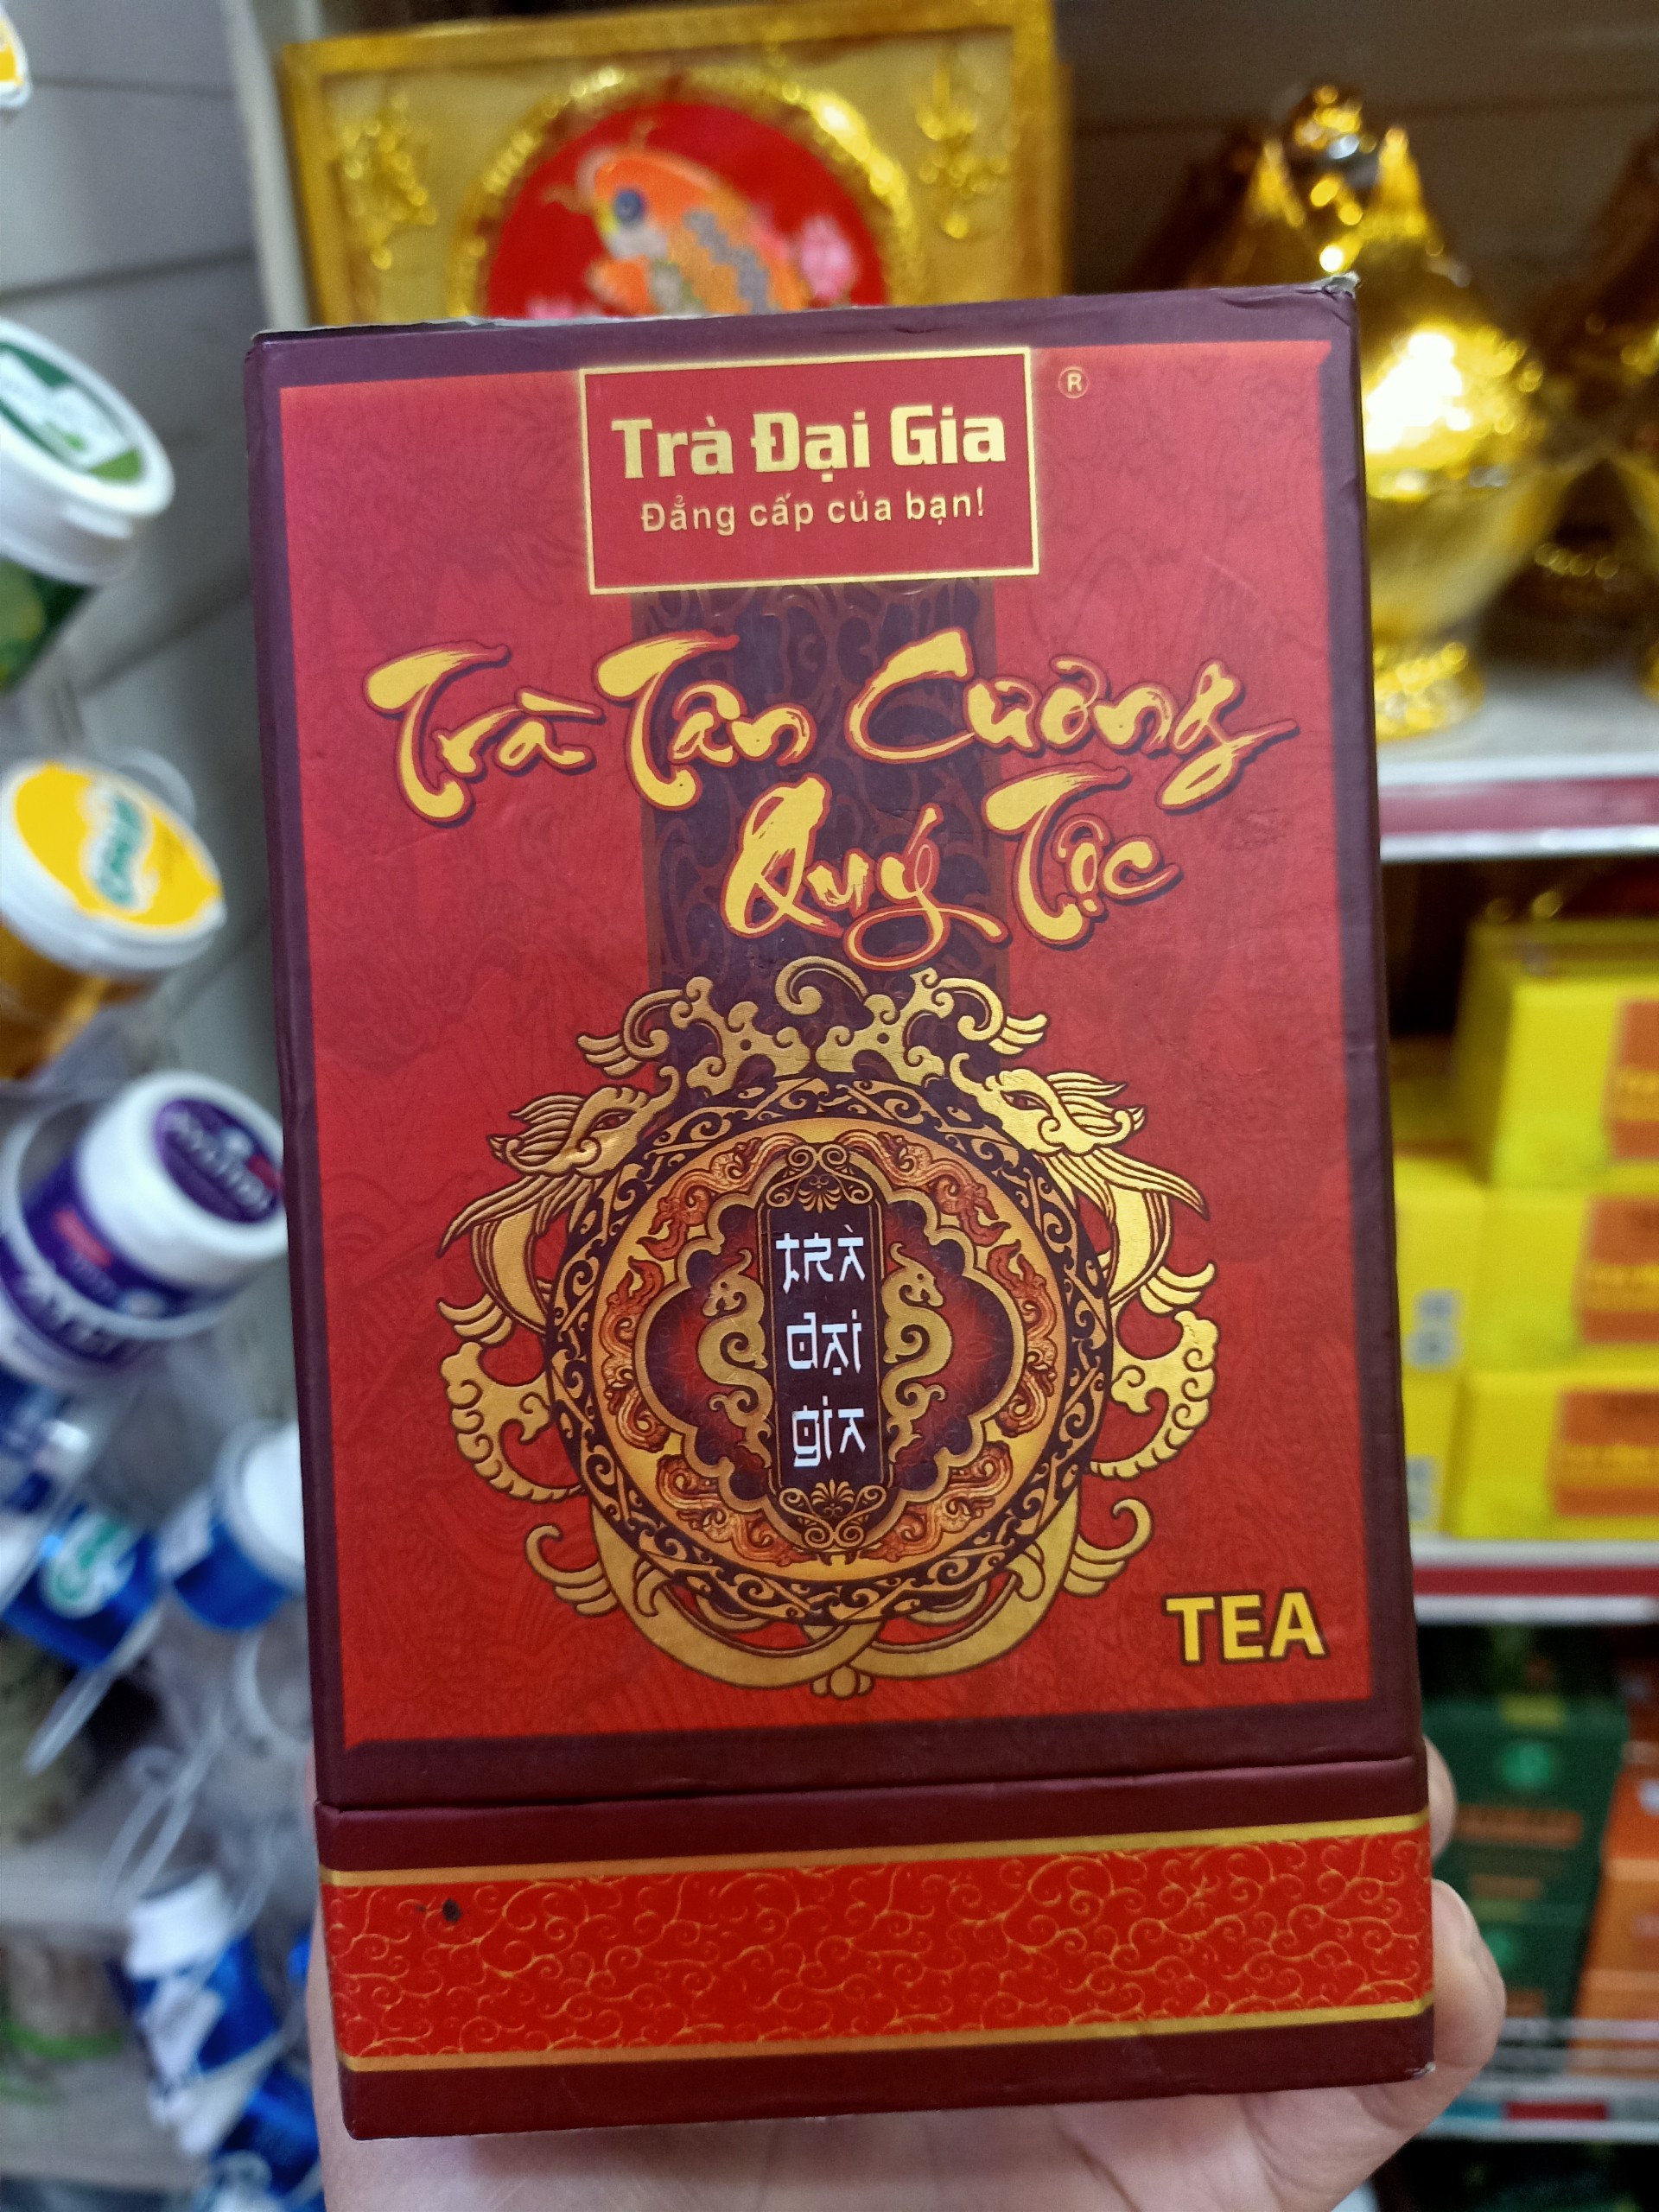 Trà Đại Gia
®
Đẳng cấp của bạn!
Trà Tân Cương
Quý Tộc
trà
đại
gia
TEA